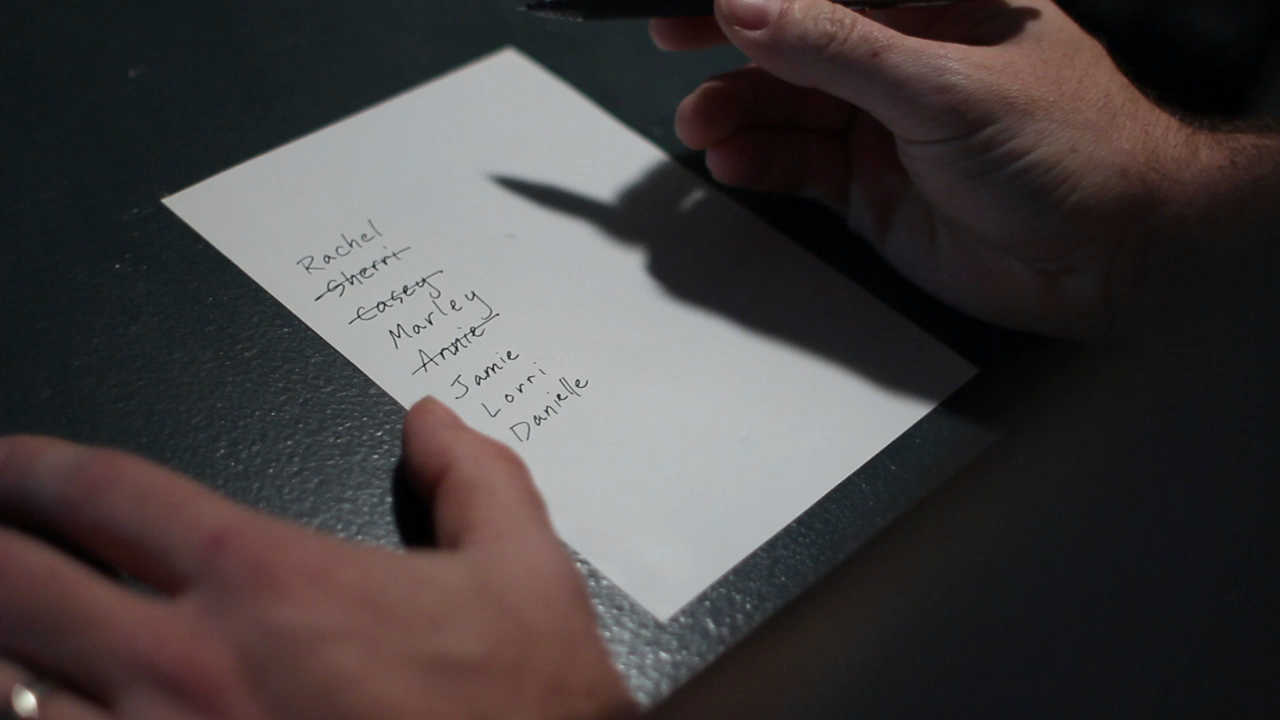 Rachel
Sherri
Casey
Marley
Annie
Jamie
Lorri
Danielle